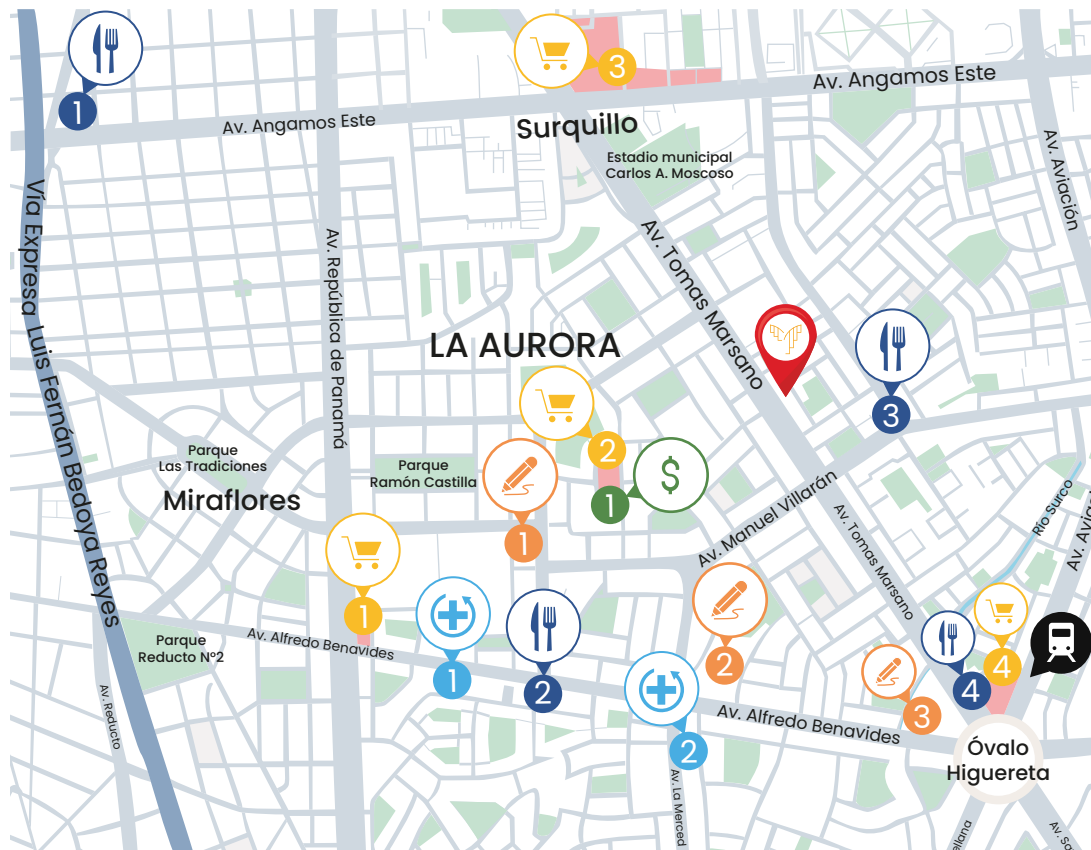 3
Av. Angamos Este
1
Av. Angamos Este
Surquillo
Estadio municipal
Carlos A. Moscoso
Av. Aviación
Vía Expresa Luis Fernán Bedoya Reyes
Av. República de Panamá
Av. Tomas Marsano
LA AURORA
3
2
Parque
Las Tradiciones
Parque
Ramón Castilla
$
1
Miraflores
1
Av. Manuel Villarán
Av. Tomas Marsano
Río Surco
1
Parque
Reducto Nº2
Av. Alfredo Benavides
1
2
2
4
4
Av. Reducto
3
2
Av. Alfredo Benavides
Óvalo
Higuereta
Av. La Merced